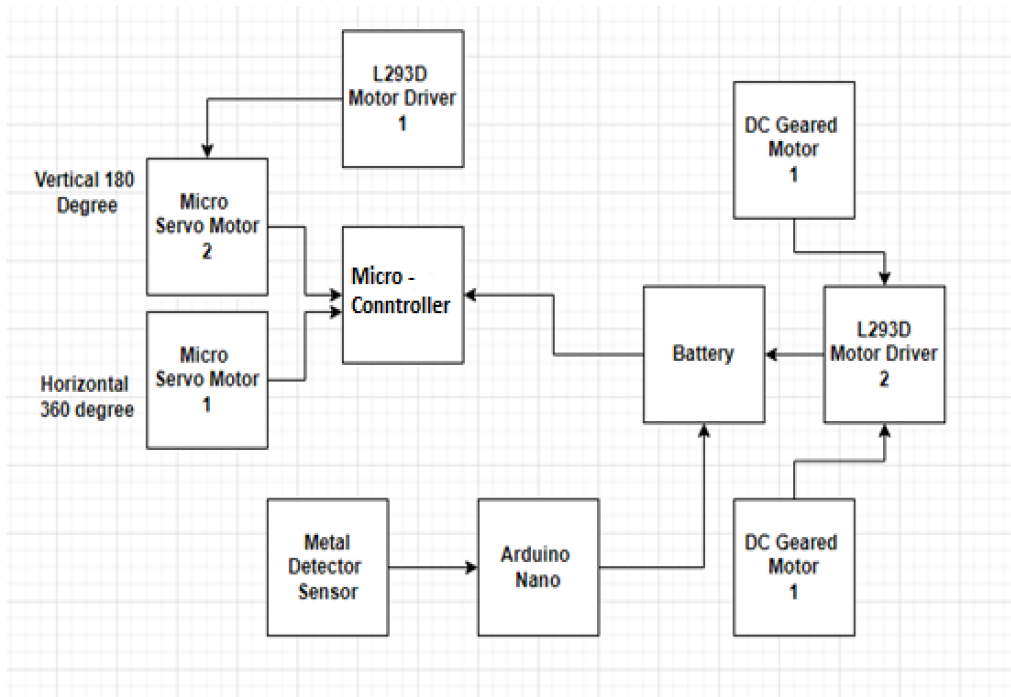 L293D
Motor Driver
1
DC Geared
Motor
1
Vertical 180
Degree
Micro
Servo Motor
2
Micro -
Conntroller
Battery
L293D
Motor Driver
2
Horizontal
360 degree
Micro
Servo Motor
1
Metal
Detector
Sensor
Arduino
Nano
DC Geared
Motor
1